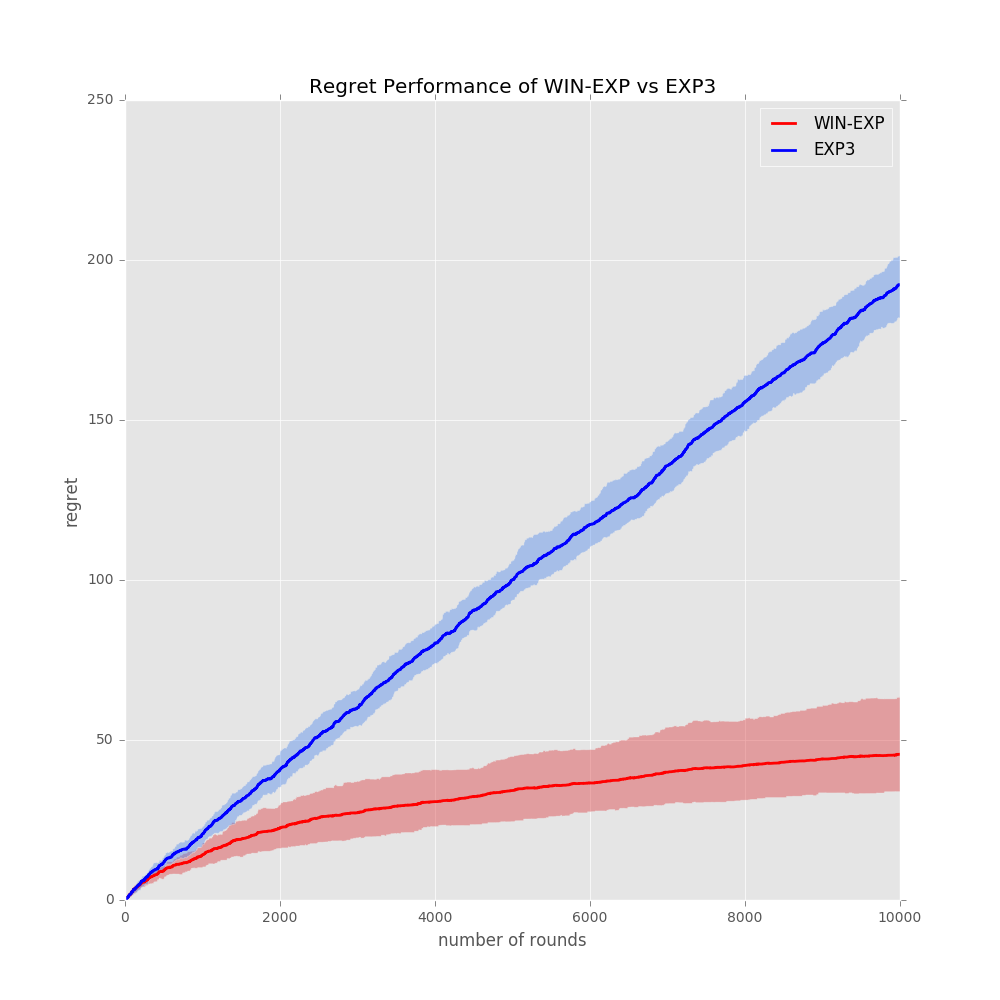 Regret Performance of WIN-EXP vs EXP3
250
200
150
100
50
0
regret
WIN-EXP
EXP3
0 2000 4000 6000 8000 10000
number of rounds